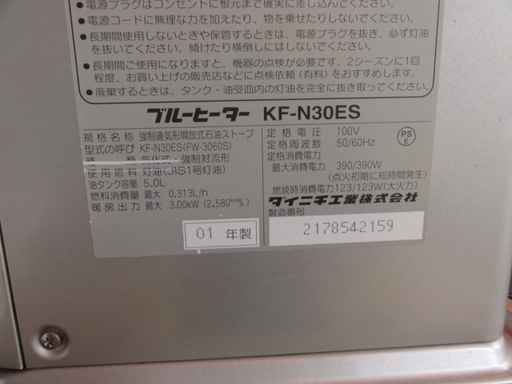 ●電源プラグはコンセントに根元まで確実に差し込んでください。
●電源コードに無理な力を加えたり、物を乗せたりしないでください。
●長期間使用しないときや保管するときは、電源プラグを抜き、必ず灯油
を抜いてください。傾けたり横倒しにはしないでください。
●長期間ご使用になりますと、機器の点検が必要です。2シーズンに1回
程度、お買い上げの販売店などに点検依頼(有料)をおすすめします。
●廃棄するときは、タンク・油受皿内の灯油を完全に抜き取ってください。
ブルーヒーター KF-N30ES
規格名称 強制通気形開放式石油ストーブ
型式の呼び KF-N30ES(FW-3060S)
種類 気化式・強制対流形
使用燃料 灯油(JIS1号灯油)
油タンク容量 5.0L
燃料消費量 最大 0.313L/h
暖房出力 最大 3.00kW(2,580kcal/h)
01 年製
定格電圧 100V
定格周波数 50/60Hz
定格消費電力
最大消費電力 390/390W
(点火初期に短時間発生)
燃焼時消費電力 123/123W(大火力)
PS
E
ダイニチ工業株式会社
製造番号
2178542159